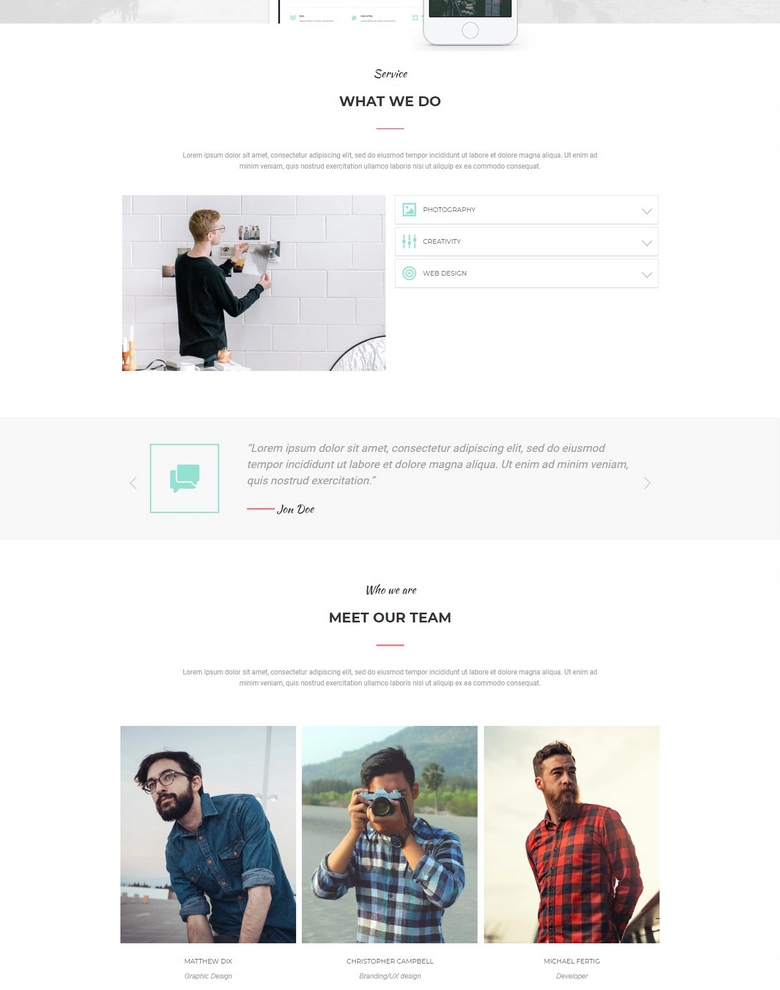 Service
WHAT WE DO
Lorem ipsum dolor sit amet, consectetur adipiscing elit, sed do eiusmod tempor incididunt ut labore et dolore magna aliqua. Ut enim ad
minim veniam, quis nostrud exercitation ullamco laboris nisi ut aliquip ex ea commodo consequat.
PHOTOGRAPHY
CREATIVITY
WEB DESIGN
“Lorem ipsum dolor sit amet, consectetur adipiscing elit, sed do eiusmod
tempor incididunt ut labore et dolore magna aliqua. Ut enim ad minim veniam,
quis nostrud exercitation.”
Jon Doe
Who we are
MEET OUR TEAM
Lorem ipsum dolor sit amet, consectetur adipiscing elit, sed do eiusmod tempor incididunt ut labore et dolore magna aliqua. Ut enim ad
minim veniam, quis nostrud exercitation ullamco laboris nisi ut aliquip ex ea commodo consequat.
MATTHEW DIX
Graphic Design
CHRISTOPHER CAMPBELL
Branding/UX design
MICHAEL FERTIG
Developer